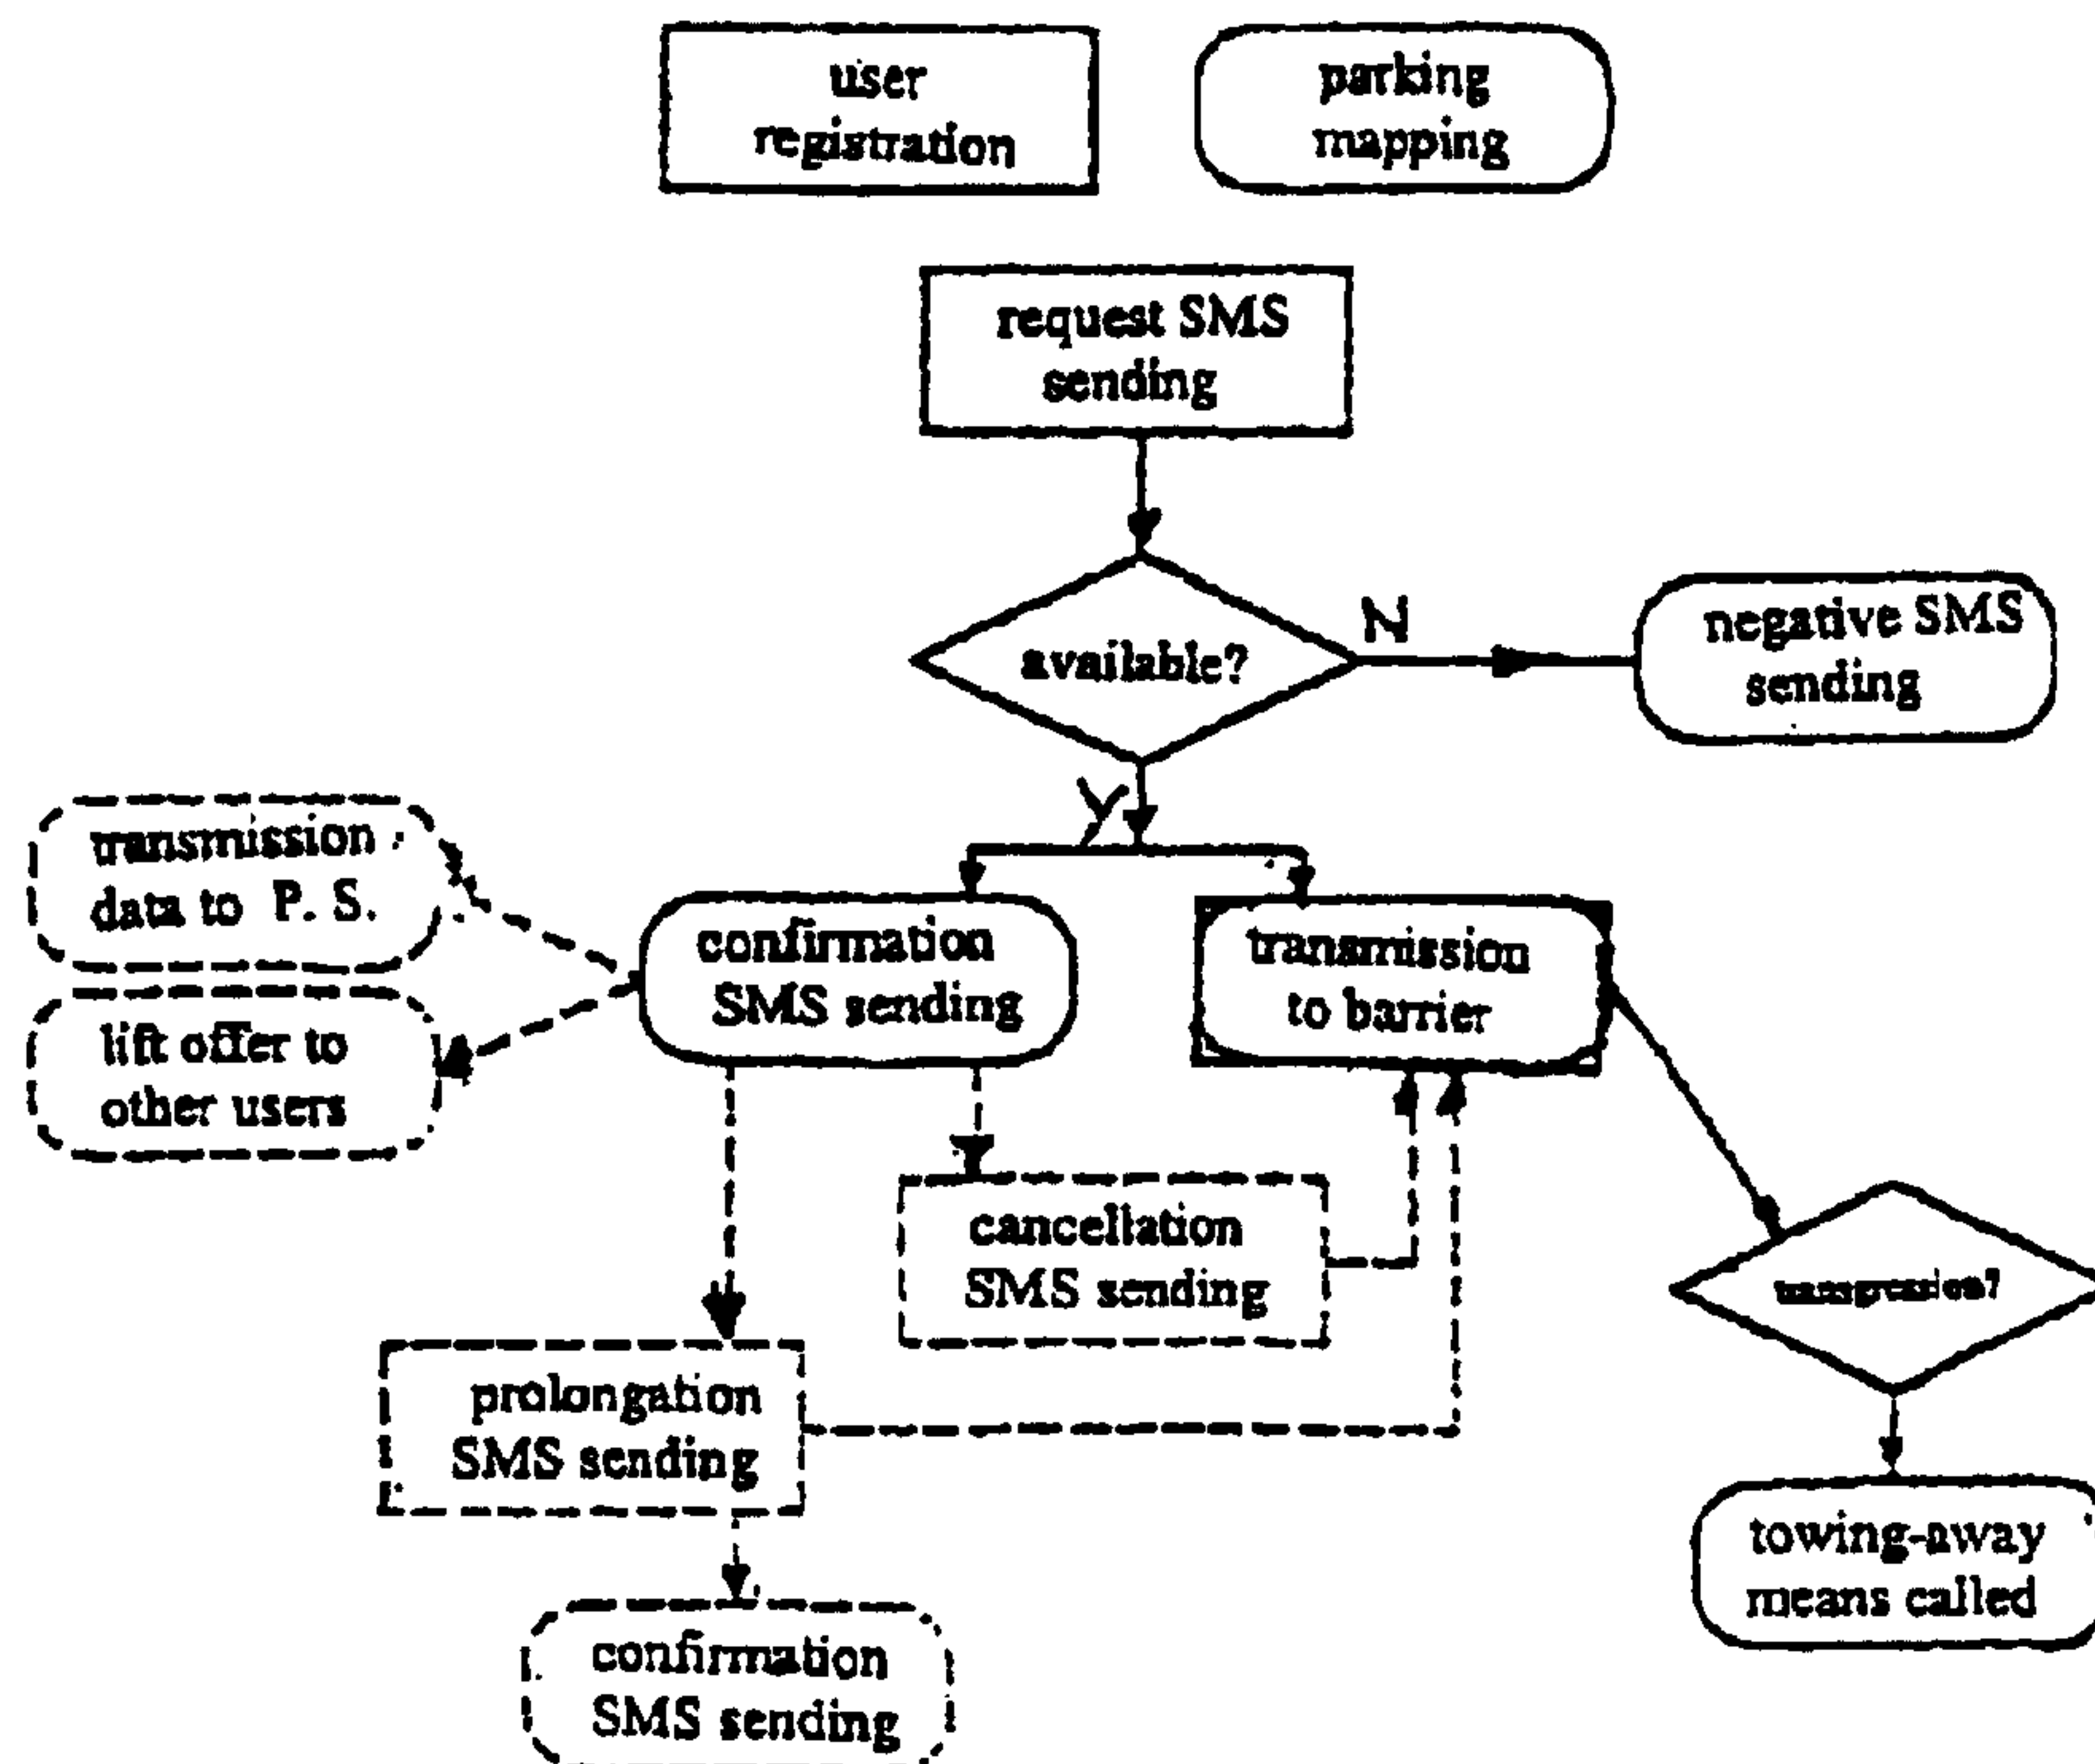 user
registration
parking
mapping
request SMS
sending
available?
N
negative SMS
sending
Y
transmission
data to P. S.
confirmation
SMS sending
transmission
to barrier
lift offer to
other users
cancellation
SMS sending
prolongation
SMS sending
towing-away
means called
confirmation
SMS sending